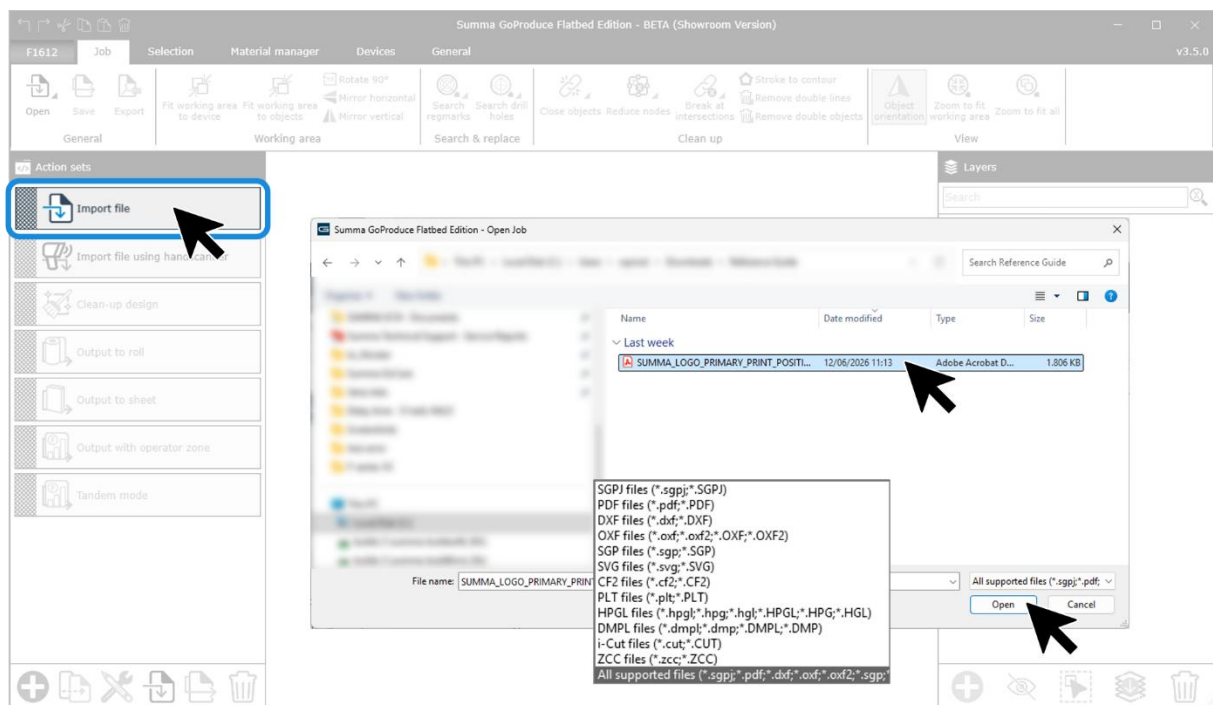 Summa GoProduce Flatbed Edition - BETA (Showroom Version)
F1612 Job Selection Material manager Devices General v3.5.0
Open Save Export
General
Fit working area to device
Fit working area to objects
Rotate 90°
Mirror horizontal
Mirror vertical
Working area
Search regmarks
Search drill holes
Search & replace
Close objects
Reduce nodes
Break at intersections
Stroke to contour
Remove double lines
Remove double objects
Clean up
Object orientation
Zoom to fit working area
Zoom to fit all
View
Action sets
Import file
Import file using handscanner
Clean-up design
Output to roll
Output to sheet
Output with operator zone
Tandem mode
Layers
Search
Summa GoProduce Flatbed Edition - Open Job
Search Reference Guide
Name Date modified Type Size
Last week
SUMMA_LOGO_PRIMARY_PRINT_POSITI... 12/06/2026 11:13 Adobe Acrobat D... 1.806 KB
SGPJ files (*.sgpj;*.SGPJ)
PDF files (*.pdf;*.PDF)
DXF files (*.dxf;*.DXF)
OXF files (*.oxf;*.oxf2;*.OXF;*.OXF2)
SGP files (*.sgp;*.SGP)
SVG files (*.svg;*.SVG)
CF2 files (*.cf2;*.CF2)
PLT files (*.plt;*.PLT)
HPGL files (*.hpgl;*.hpg;*.hgl;*.HPGL;*.HPG;*.HGL)
DMPL files (*.dmpl;*.dmp;*.DMPL;*.DMP)
i-Cut files (*.cut;*.CUT)
ZCC files (*.zcc;*.ZCC)
All supported files (*.sgpj;*.pdf;*.dxf;*.oxf;*.oxf2;*.sgp;*
File name: SUMMA_LOGO_PRIMARY_PRIN
All supported files (*.sgpj;*.pdf;
Open Cancel